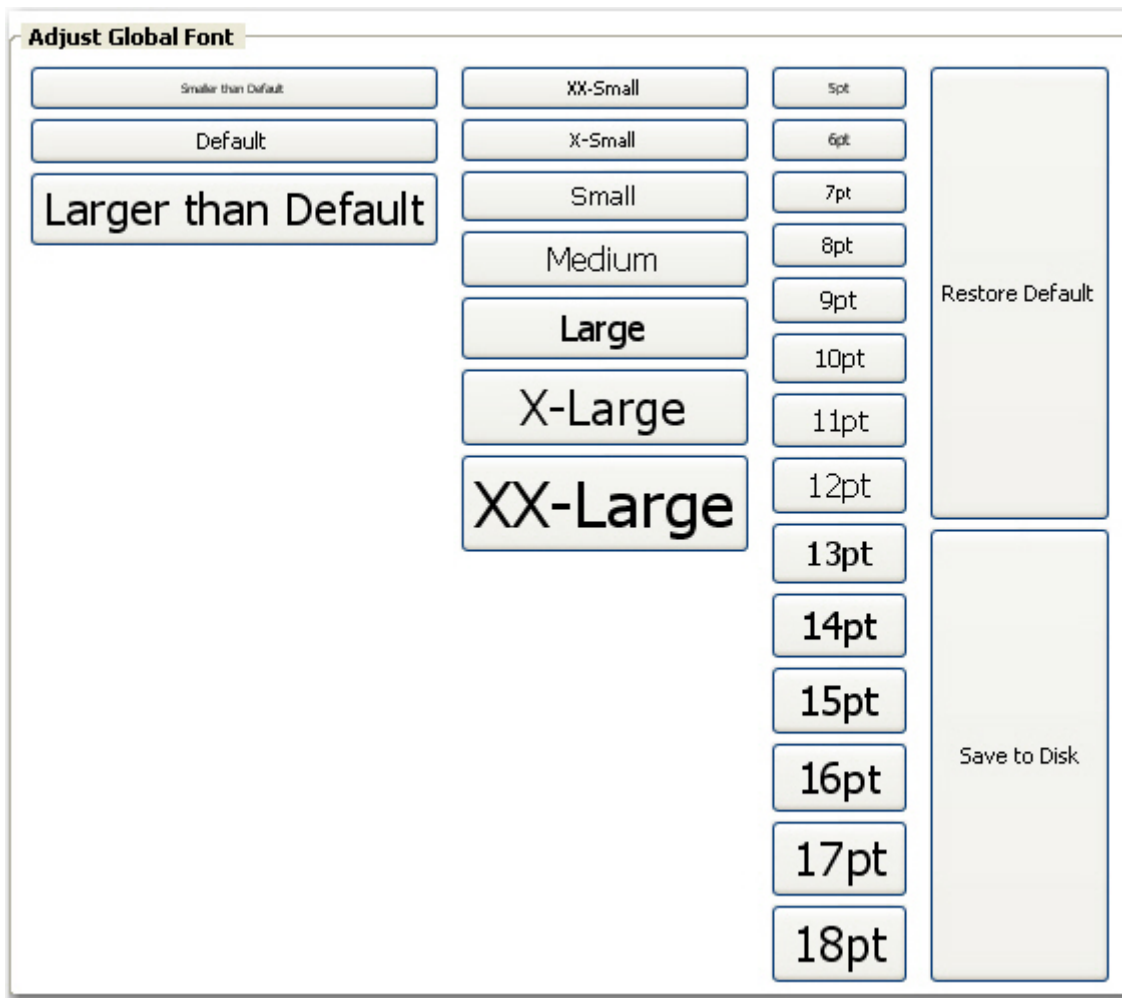 Adjust Global Font
Smaller than Default
Default
Larger than Default
XX-Small
X-Small
Small
Medium
Large
X-Large
XX-Large
5pt
6pt
7pt
8pt
9pt
10pt
11pt
12pt
13pt
14pt
15pt
16pt
17pt
18pt
Restore Default
Save to Disk